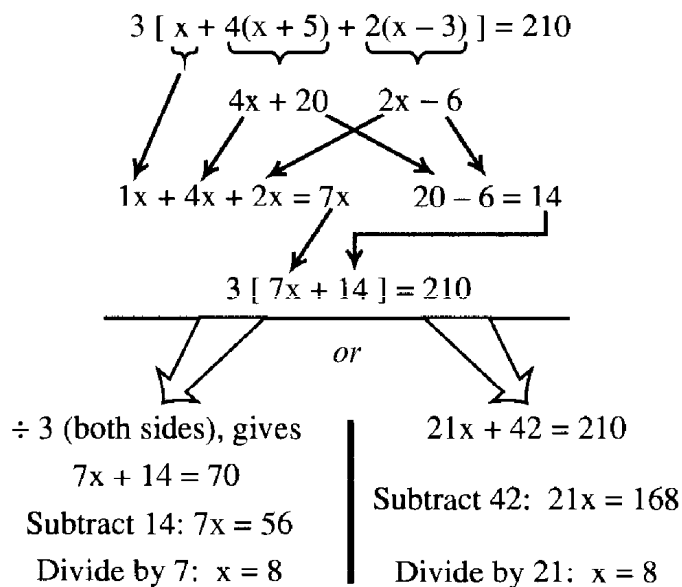 3 [ x + 4(x + 5) + 2(x – 3) ] = 210
4x + 20 2x – 6
1x + 4x + 2x = 7x 20 – 6 = 14
3 [ 7x + 14 ] = 210
or
÷ 3 (both sides), gives
7x + 14 = 70
Subtract 14: 7x = 56
Divide by 7: x = 8
21x + 42 = 210
Subtract 42: 21x = 168
Divide by 21: x = 8